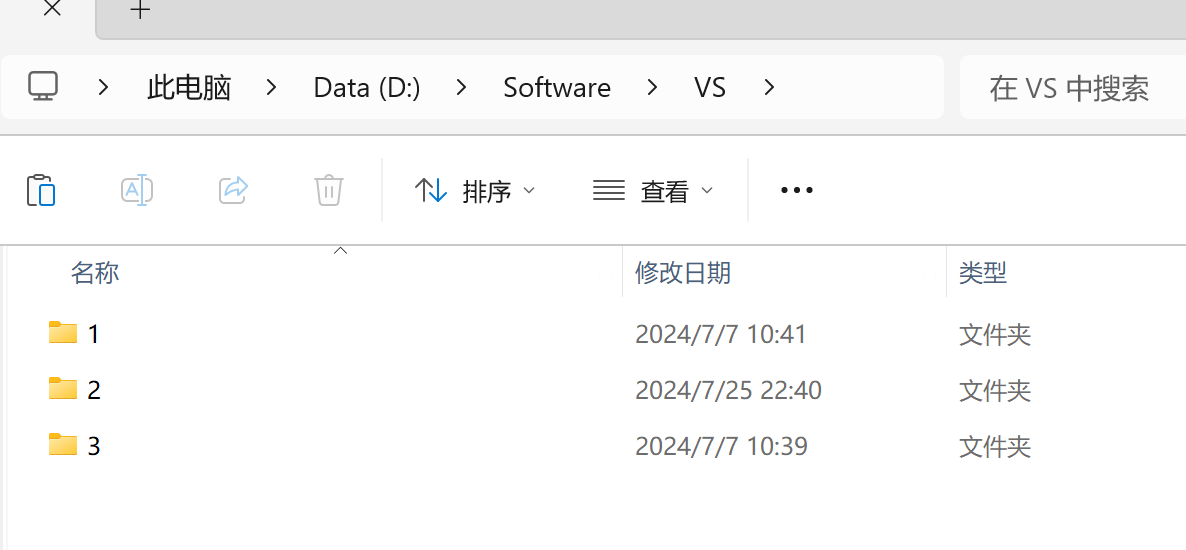 此电脑 Data (D:) Software VS 在 VS 中搜索
排序 查看
名称 修改日期 类型
1 2024/7/7 10:41 文件夹
2 2024/7/25 22:40 文件夹
3 2024/7/7 10:39 文件夹